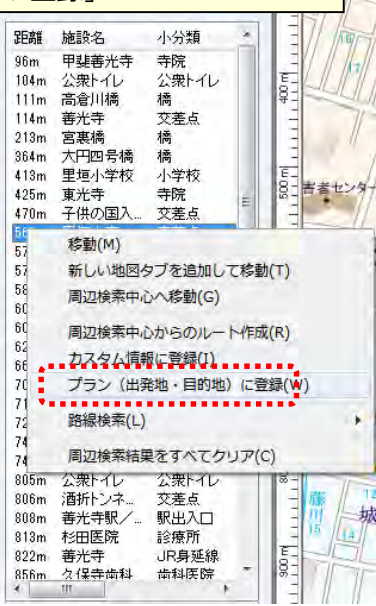 距離 施設名 小分類
96m 甲斐善光寺 寺院
104m 公衆トイレ 公衆トイレ
111m 高倉川橋 橋
114m 善光寺 交差点
213m 宮裏橋 橋
364m 大円四号橋 橋
413m 里垣小学校 小学校
425m 東光寺 寺院
470m 子供の国入... 交差点
移動(M)
新しい地図タブを追加して移動(T)
周辺検索中心へ移動(G)
周辺検索中心からのルート作成(R)
カスタム情報に登録(I)
プラン（出発地・目的地）に登録(W)
路線検索(L)
周辺検索結果をすべてクリア(C)
805m 公衆トイレ 公衆トイレ
806m 酒折トンネ... 交差点
808m 善光寺駅／... 駅出入口
813m 杉田医院 診療所
822m 善光寺 JR身延線
856m 久保寺歯科 歯科医院
400m
500m
害者センター
900m
16
17
藤川
15
14
12
城